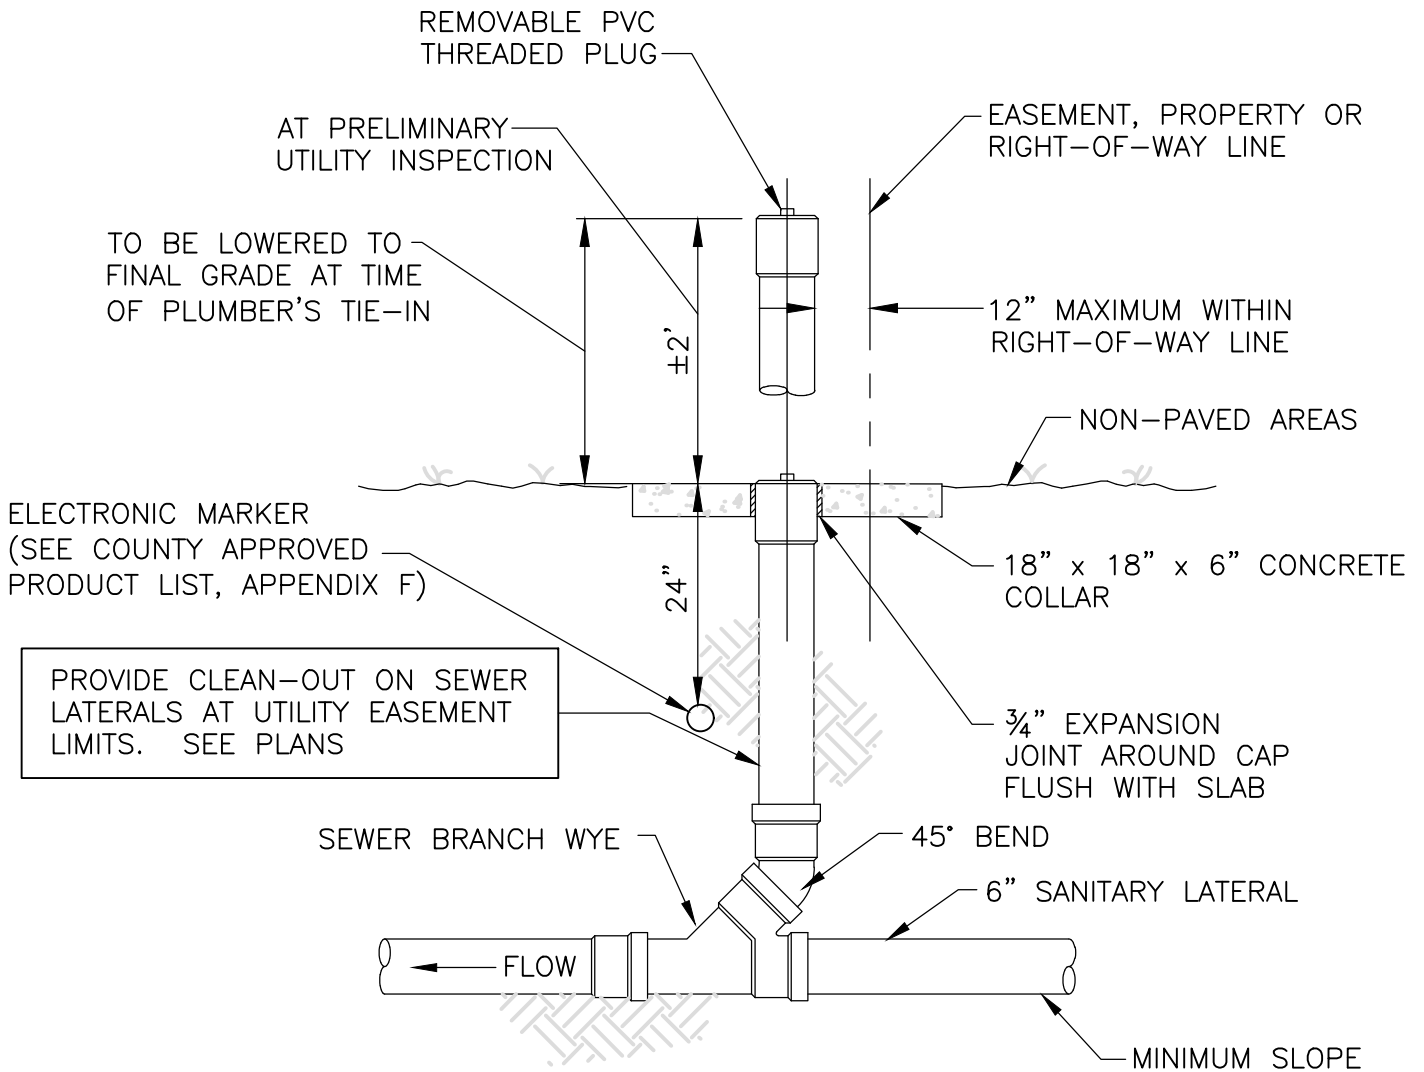 REMOVABLE PVC
THREADED PLUG
AT PRELIMINARY
UTILITY INSPECTION
EASEMENT, PROPERTY OR
RIGHT-OF-WAY LINE
TO BE LOWERED TO
FINAL GRADE AT TIME
OF PLUMBER'S TIE-IN
12" MAXIMUM WITHIN
RIGHT-OF-WAY LINE
±2'
NON-PAVED AREAS
ELECTRONIC MARKER
(SEE COUNTY APPROVED
PRODUCT LIST, APPENDIX F)
24"
18" x 18" x 6" CONCRETE
COLLAR
PROVIDE CLEAN-OUT ON SEWER
LATERALS AT UTILITY EASEMENT
LIMITS. SEE PLANS
¾" EXPANSION
JOINT AROUND CAP
FLUSH WITH SLAB
SEWER BRANCH WYE
45° BEND
6" SANITARY LATERAL
FLOW
MINIMUM SLOPE